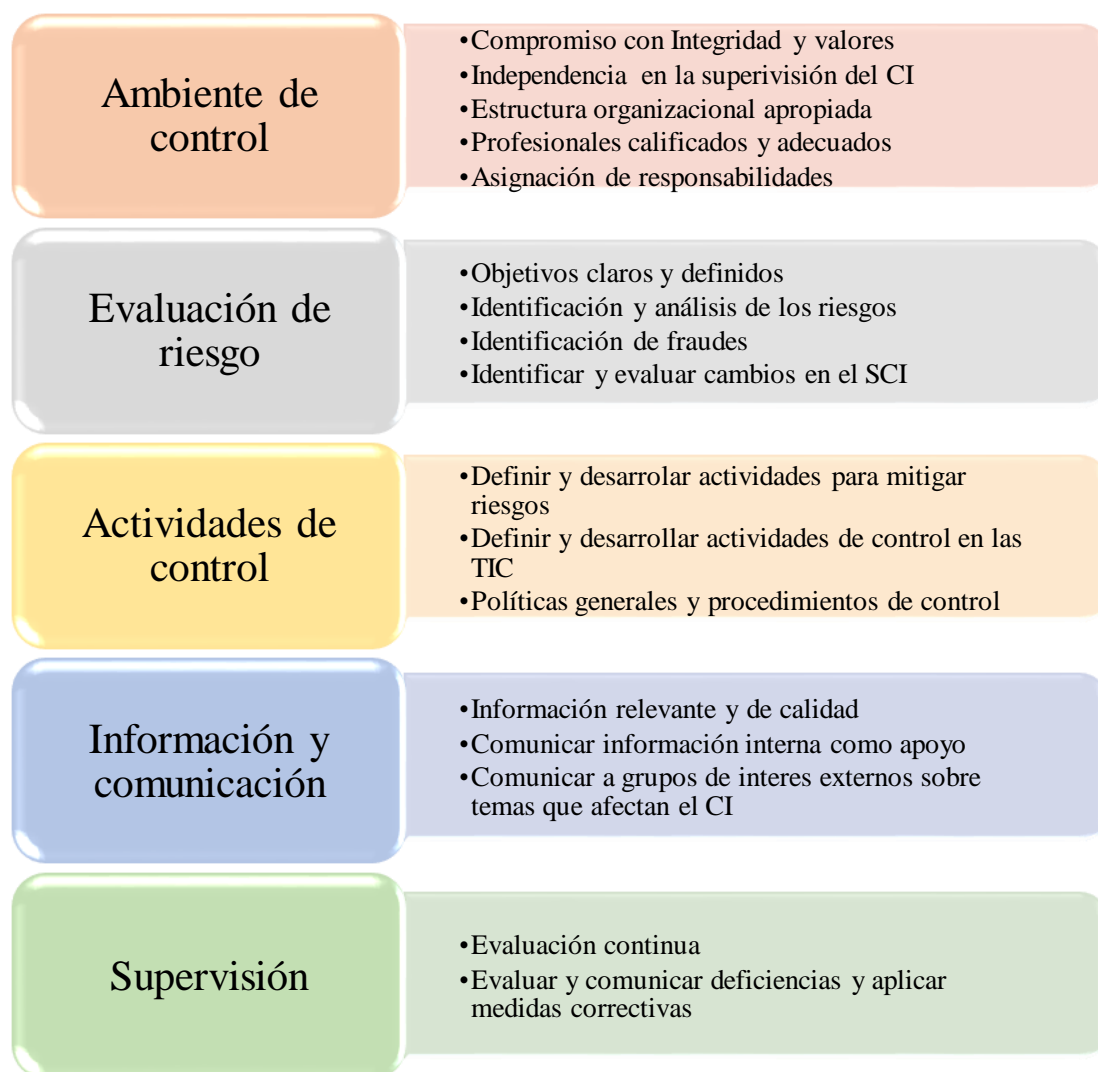 Ambiente de
control
•Compromiso con Integridad y valores
•Independencia en la superivisión del CI
•Estructura organizacional apropiada
•Profesionales calificados y adecuados
•Asignación de responsabilidades
Evaluación de
riesgo
•Objetivos claros y definidos
•Identificación y análisis de los riesgos
•Identificación de fraudes
•Identificar y evaluar cambios en el SCI
Actividades de
control
•Definir y desarrolar actividades para mitigar
riesgos
•Definir y desarrollar actividades de control en las
TIC
•Políticas generales y procedimientos de control
Información y
comunicación
•Información relevante y de calidad
•Comunicar información interna como apoyo
•Comunicar a grupos de interes externos sobre
temas que afectan el CI
Supervisión
•Evaluación continua
•Evaluar y comunicar deficiencias y aplicar
medidas correctivas